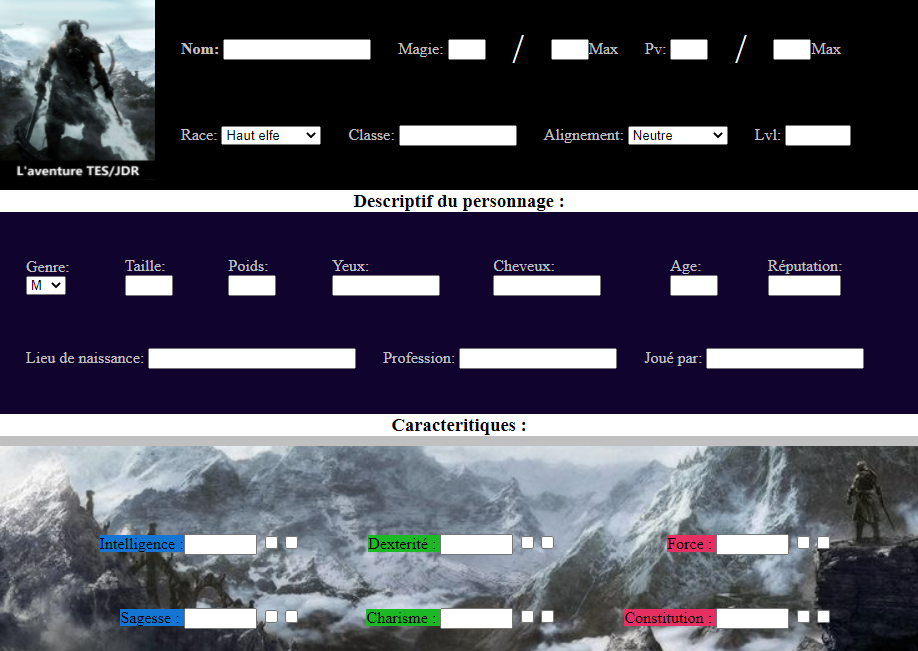 Nom: Magie: / Max Pv: / Max
Race: Haut elfe Classe: Alignement: Neutre Lvl:
L'aventure TES/JDR
Descriptif du personnage :
Genre: Taille: Poids: Yeux: Cheveux: Age: Réputation:
M
Lieu de naissance: Profession: Joué par:
Caracteritiques :
Intelligence : Dexterité : Force :
Sagesse : Charisme : Constitution :